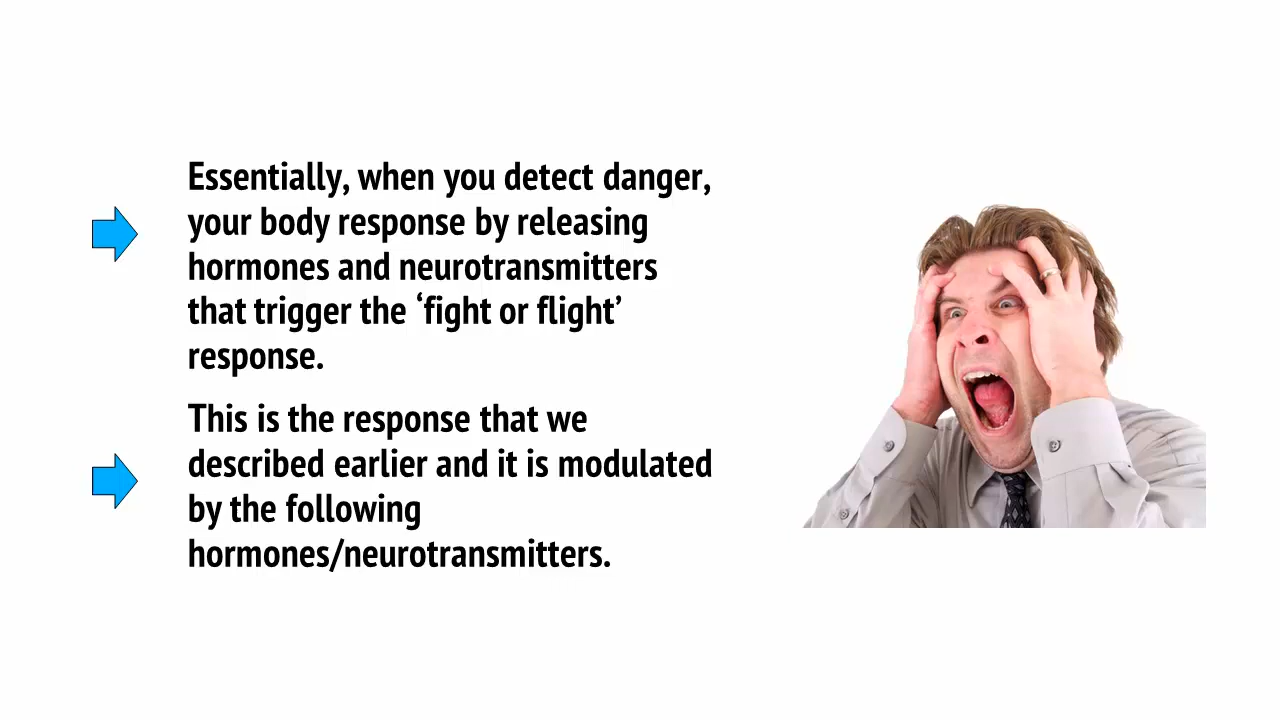 Essentially, when you detect danger,
your body response by releasing
hormones and neurotransmitters
that trigger the ‘fight or flight’
response.
This is the response that we
described earlier and it is modulated
by the following
hormones/neurotransmitters.